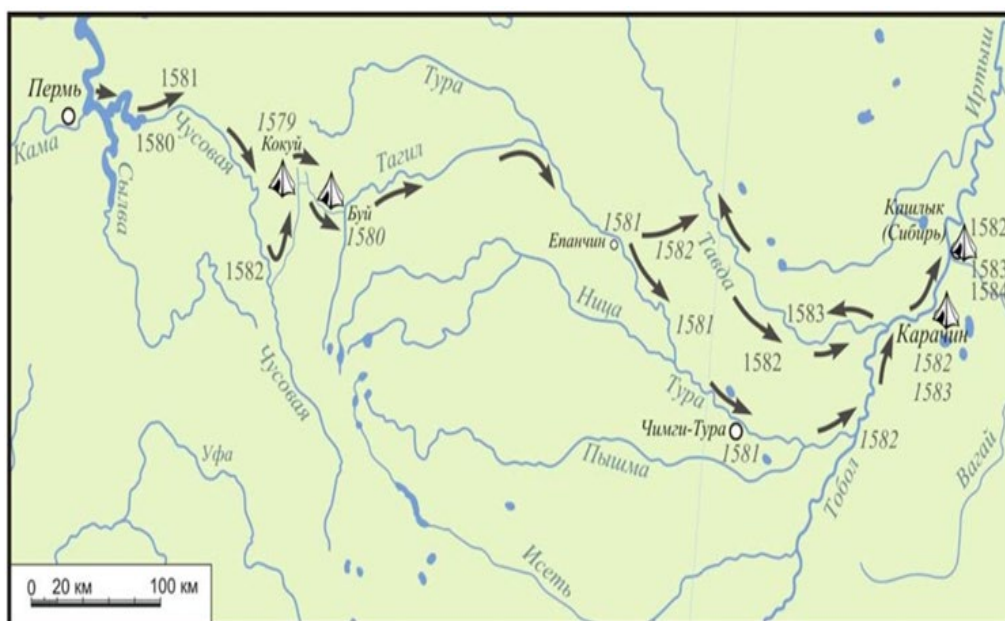 Пермь
1581
Кама
1580
Сылва
Чусовая
1579
Кокуй
1582
Чусовая
Буй
1580
Тагил
Тура
Епанчин
1581
1582
1581
Ница
Тура
Чимги-Тура
1581
Пышма
Исеть
Уфа
Тавда
1583
1582
1582
Тобол
Иртыш
Кашлык
(Сибирь)
1582
1583
1584
Карачин
1582
1583
Вагай
0 20 км 100 км